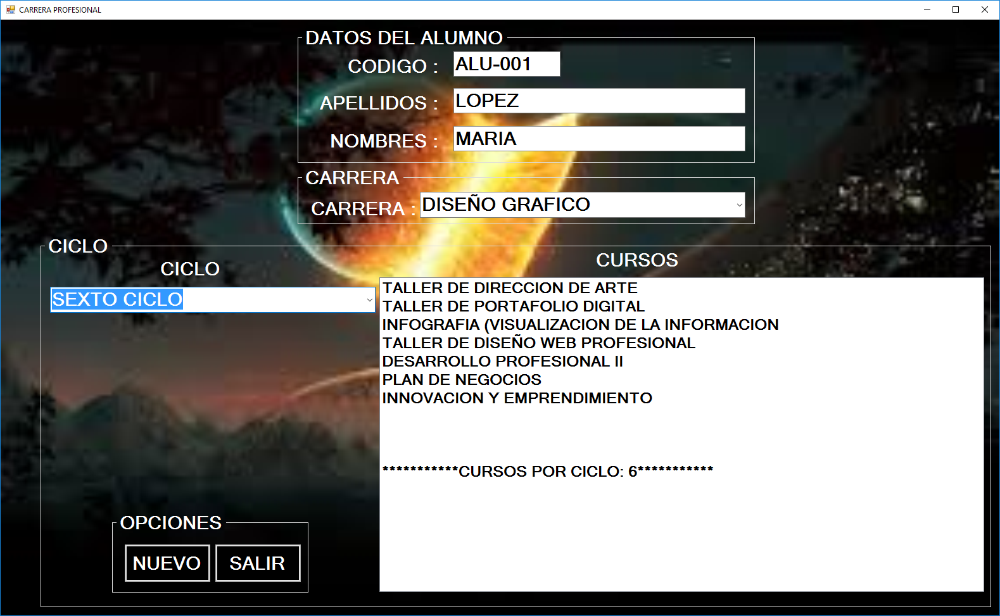 CARRERA PROFESIONAL
DATOS DEL ALUMNO
CODIGO : ALU-001
APELLIDOS : LOPEZ
NOMBRES : MARIA
CARRERA
CARRERA : DISEÑO GRAFICO
CICLO
CICLO
SEXTO CICLO
CURSOS
TALLER DE DIRECCION DE ARTE
TALLER DE PORTAFOLIO DIGITAL
INFOGRAFIA (VISUALIZACION DE LA INFORMACION
TALLER DE DISEÑO WEB PROFESIONAL
DESARROLLO PROFESIONAL II
PLAN DE NEGOCIOS
INNOVACION Y EMPRENDIMIENTO
***********CURSOS POR CICLO: 6***********
OPCIONES
NUEVO SALIR